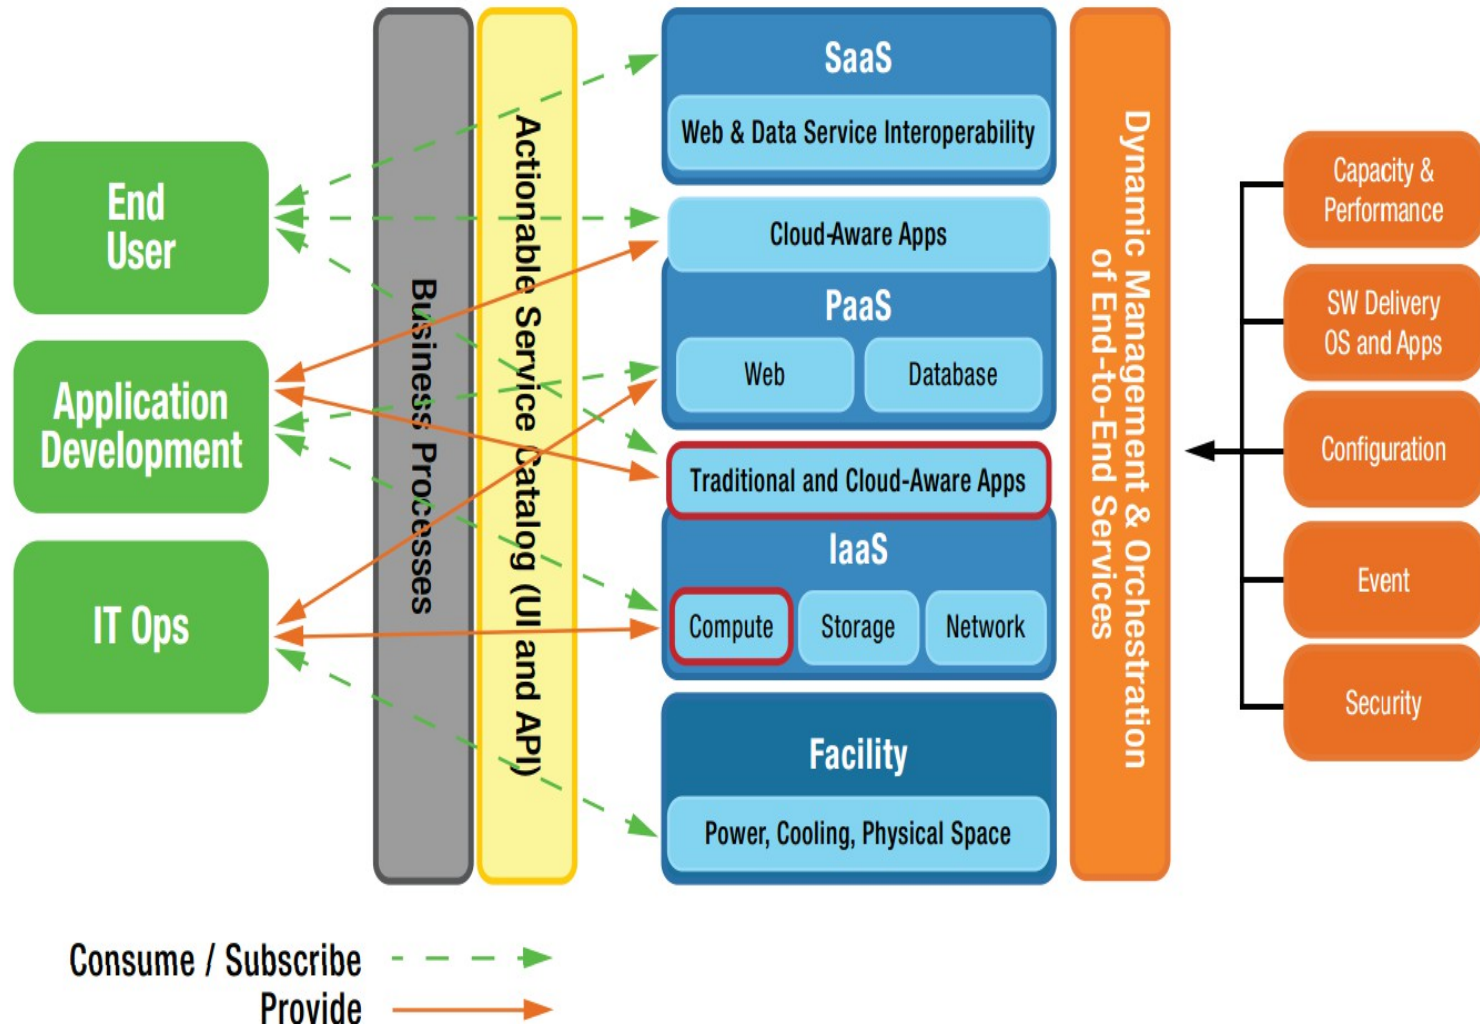 End
User
Application
Development
IT Ops
Business Processes
Actionable Service Catalog (UI and API)
SaaS
Web & Data Service Interoperability
Cloud-Aware Apps
PaaS
Web
Database
Traditional and Cloud-Aware Apps
IaaS
Compute
Storage
Network
Facility
Power, Cooling, Physical Space
Dynamic Management & Orchestration
of End-to-End Services
Capacity &
Performance
SW Delivery
OS and Apps
Configuration
Event
Security
Consume / Subscribe
Provide